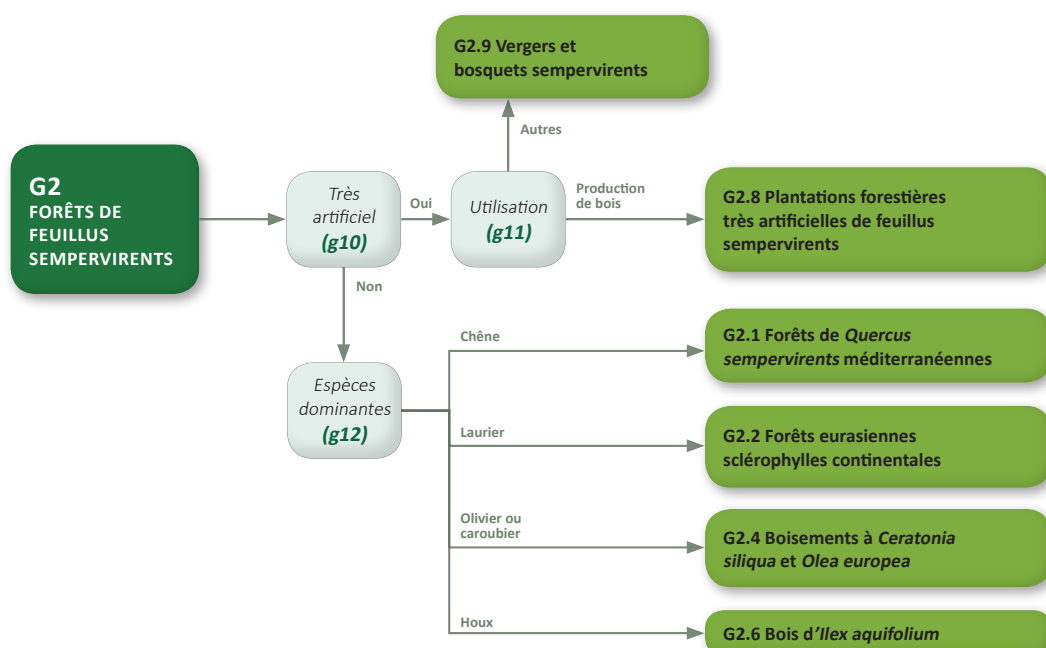 G2.9 Vergers et
bosquets sempervirents
Autres
G2
FORÊTS DE
FEUILLUS
SEMPERVIRENTS
Très
artificiel
(g10)
Oui
Utilisation
(g11)
Production
de bois
G2.8 Plantations forestières
très artificielles de feuillus
sempervirents
Non
Espèces
dominantes
(g12)
Chêne
G2.1 Forêts de Quercus
sempervirents méditerranéennes
Laurier
G2.2 Forêts eurasiennes
sclérophylles continentales
Olivier ou
caroubier
G2.4 Boisements à Ceratonia
siliqua et Olea europea
Houx
G2.6 Bois d'Ilex aquifolium